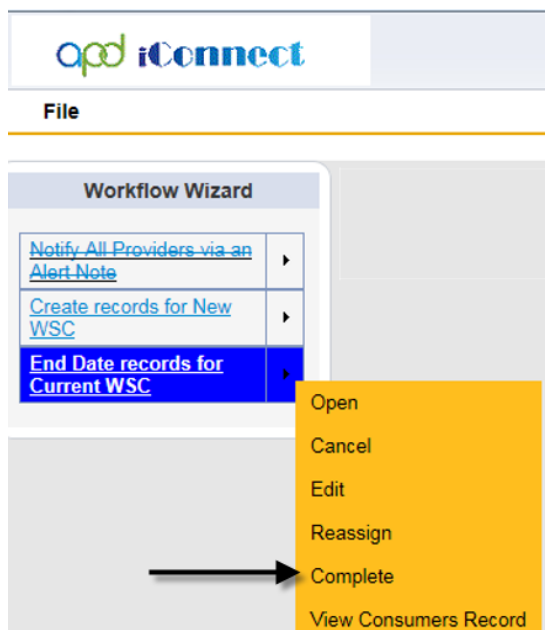 apd iConnect
File
Workflow Wizard
Notify All Providers via an
Alert Note
Create records for New
WSC
End Date records for
Current WSC
Open
Cancel
Edit
Reassign
Complete
View Consumers Record